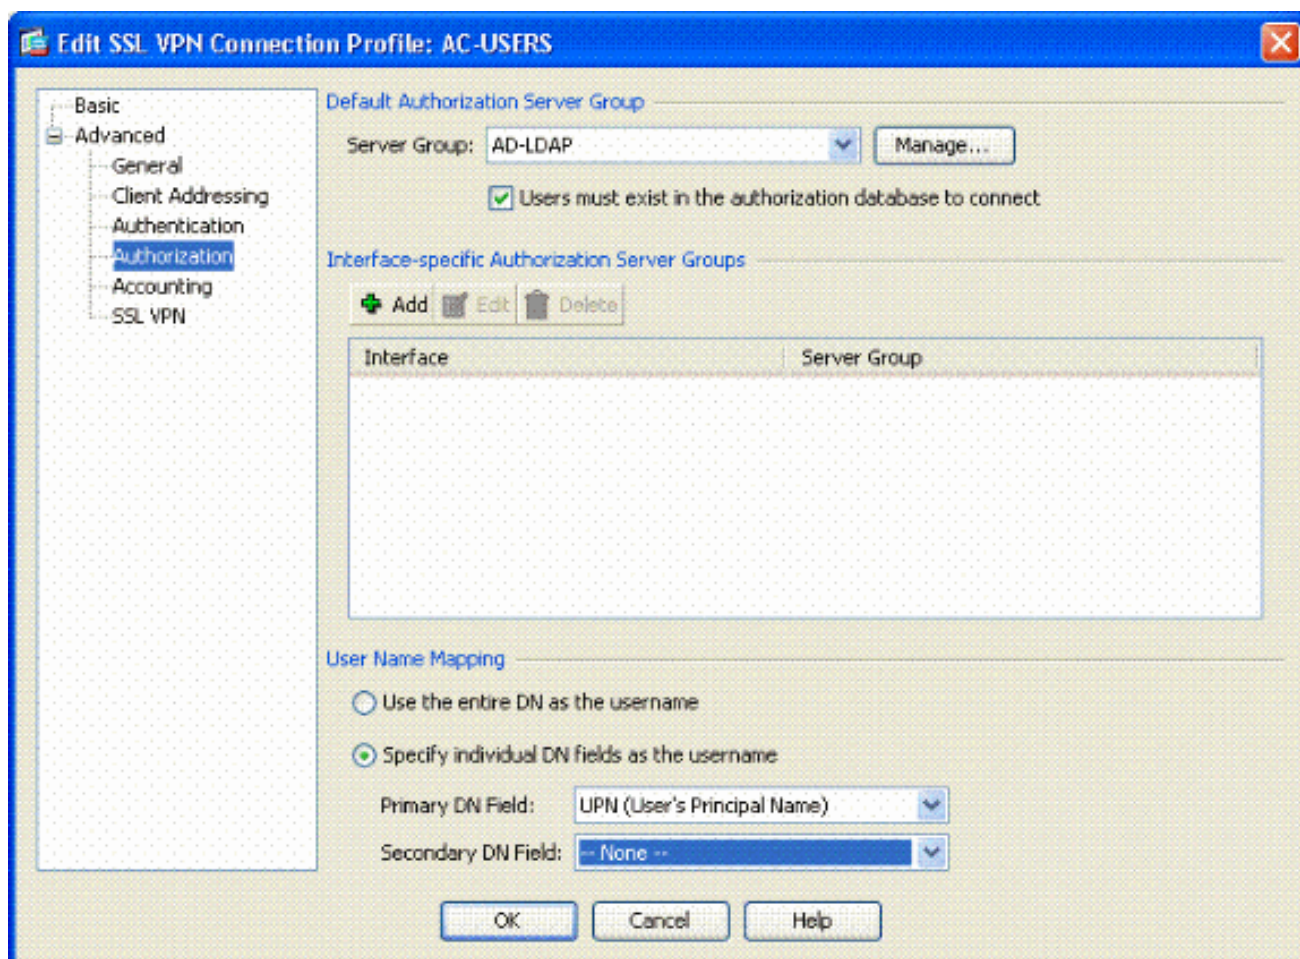 Edit SSL VPN Connection Profile: AC-USERS
Basic
Advanced
General
Client Addressing
Authentication
Authorization
Accounting
SSL VPN
Default Authorization Server Group
Server Group: AD-LDAP Manage...
Users must exist in the authorization database to connect
Interface-specific Authorization Server Groups
Add Edit Delete
Interface Server Group
User Name Mapping
Use the entire DN as the username
Specify individual DN fields as the username
Primary DN Field: UPN (User's Principal Name)
Secondary DN Field: -- None --
OK Cancel Help